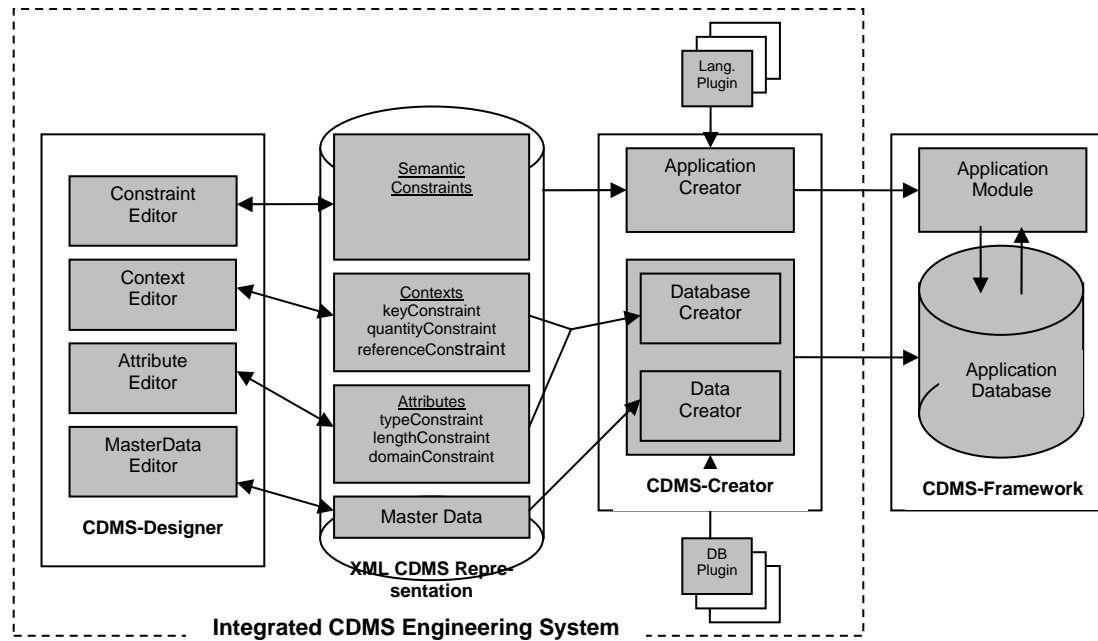 Lang.
Plugin
Constraint
Editor
Context
Editor
Attribute
Editor
MasterData
Editor
CDMS-Designer
Semantic
Constraints
Contexts
keyConstraint
quantityConstraint
referenceConstraint
Attributes
typeConstraint
lengthConstraint
domainConstraint
Master Data
XML CDMS Repre-
sentation
Application
Creator
Database
Creator
Data
Creator
CDMS-Creator
DB
Plugin
Application
Module
Application
Database
CDMS-Framework
Integrated CDMS Engineering System